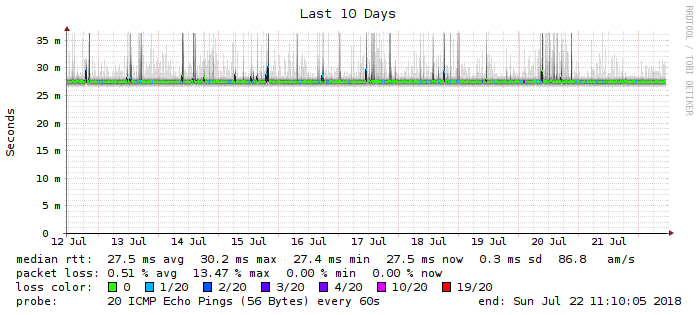 Last 10 Days
RRDTOOL / TOBI OETIKER
Seconds
35 m
30 m
25 m
20 m
15 m
10 m
5 m
0
12 Jul 13 Jul 14 Jul 15 Jul 16 Jul 17 Jul 18 Jul 19 Jul 20 Jul 21 Jul
median rtt: 27.5 ms avg 30.2 ms max 27.4 ms min 27.5 ms now 0.3 ms sd 86.8 am/s
packet loss: 0.51 % avg 13.47 % max 0.00 % min 0.00 % now
loss color: 0 1/20 2/20 3/20 4/20 10/20 19/20
probe: 20 ICMP Echo Pings (56 Bytes) every 60s end: Sun Jul 22 11:10:05 2018